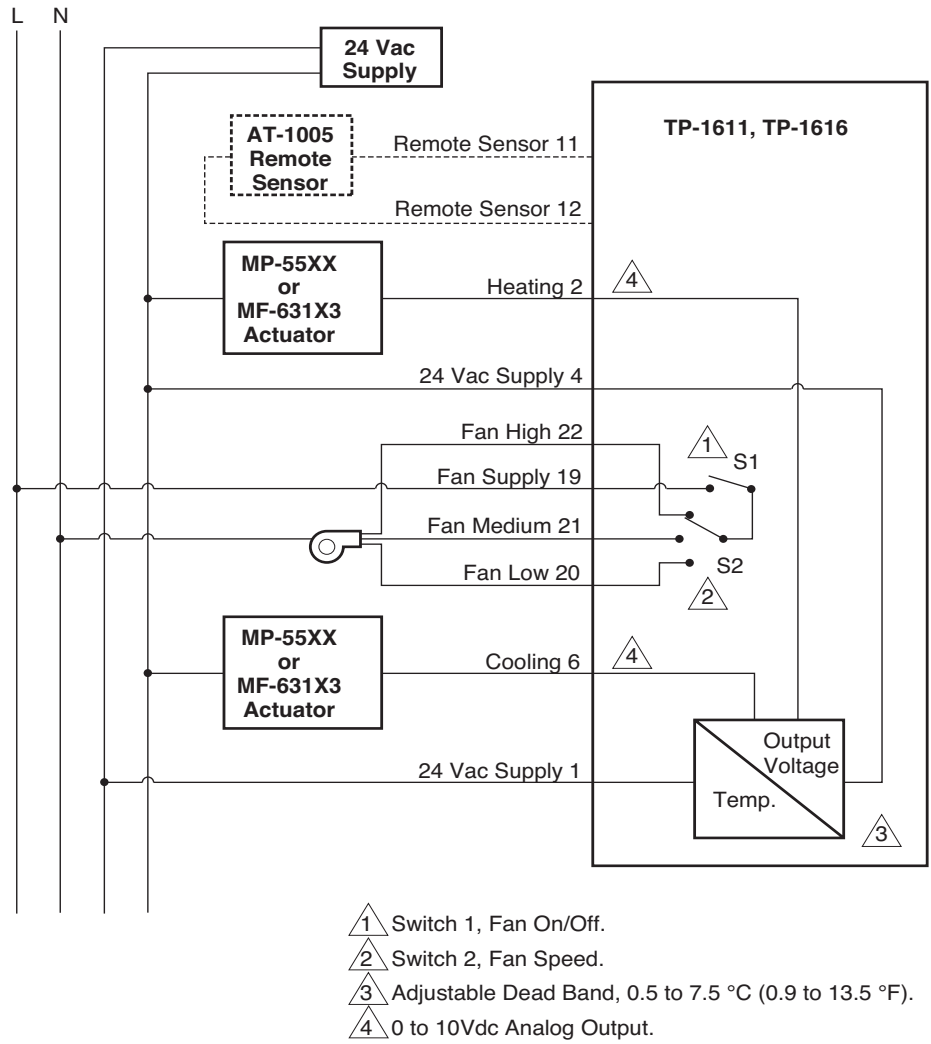 L N
24 Vac
Supply
TP-1611, TP-1616
AT-1005
Remote
Sensor
Remote Sensor 11
Remote Sensor 12
MP-55XX
or
MF-631X3
Actuator
Heating 2
4
24 Vac Supply 4
Fan High 22
1
S1
Fan Supply 19
Fan Medium 21
S2
Fan Low 20
2
MP-55XX
or
MF-631X3
Actuator
Cooling 6
4
Output
Voltage
24 Vac Supply 1
Temp.
3
1 Switch 1, Fan On/Off.
2 Switch 2, Fan Speed.
3 Adjustable Dead Band, 0.5 to 7.5 °C (0.9 to 13.5 °F).
4 0 to 10Vdc Analog Output.